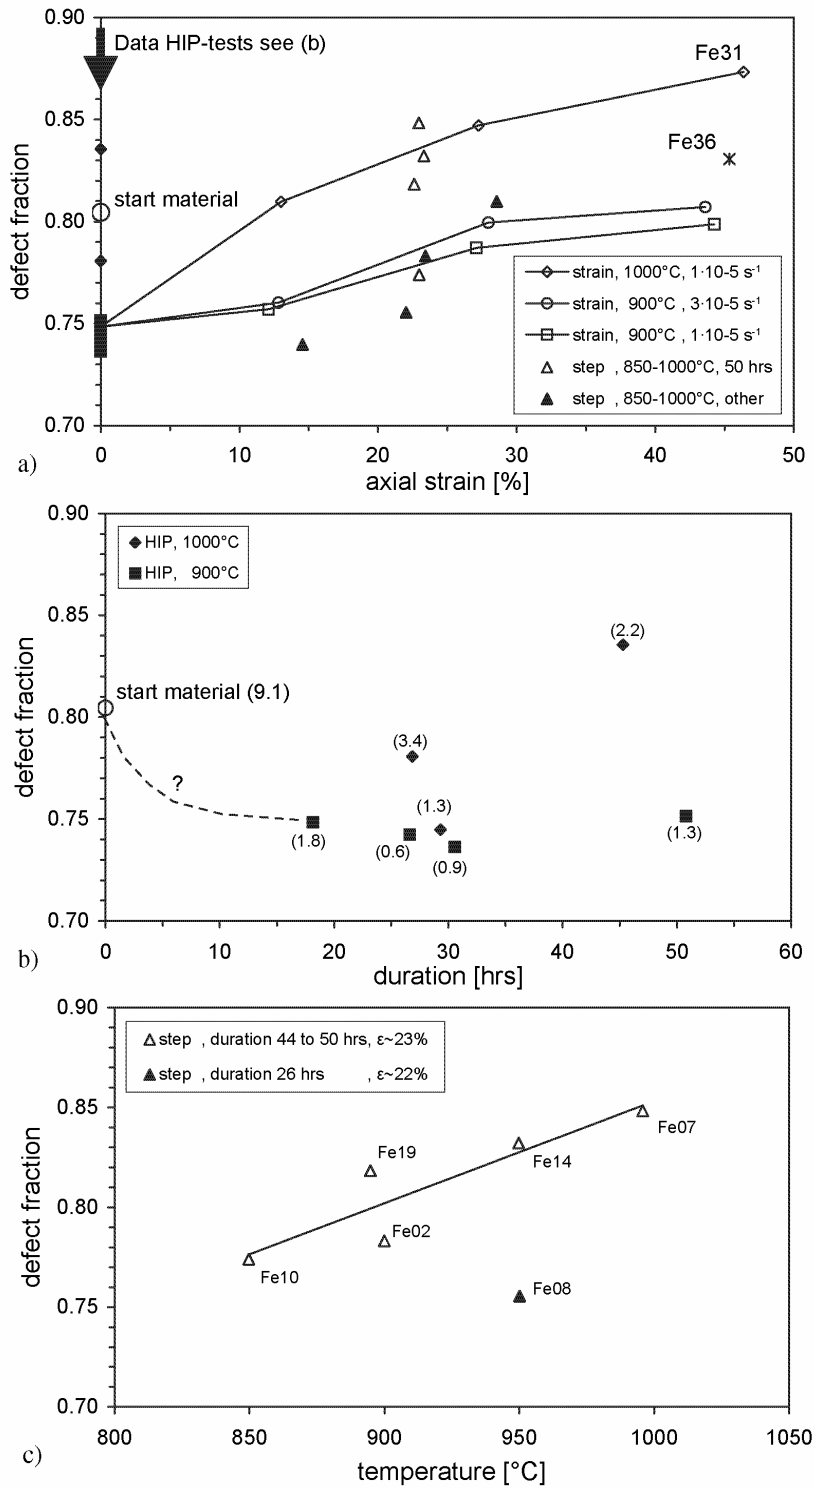 0.90
Data HIP-tests see (b)
Fe31
0.85
Fe36
start material
0.80
defect fraction
strain, 1000°C, 1·10-5 s-1
strain, 900°C , 3·10-5 s-1
0.75
strain, 900°C , 1·10-5 s-1
step , 850-1000°C, 50 hrs
step , 850-1000°C, other
0.70
0 10 20 30 40 50
a)
axial strain [%]
0.90
HIP, 1000°C
HIP, 900°C
0.85
(2.2)
start material (9.1)
0.80
defect fraction
(3.4)
?
(1.3)
0.75
(1.8)
(0.6)
(0.9)
(1.3)
0.70
0 10 20 30 40 50 60
b)
duration [hrs]
0.90
step , duration 44 to 50 hrs, ε~23%
step , duration 26 hrs , ε~22%
0.85
Fe07
Fe19
Fe14
0.80
defect fraction
Fe02
Fe10
Fe08
0.75
0.70
800 850 900 950 1000 1050
c)
temperature [°C]